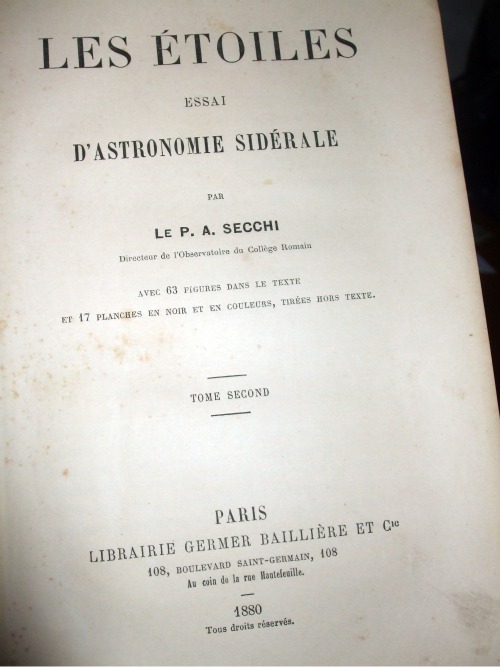 LES ÉTOILES
ESSAI
D'ASTRONOMIE SIDÉRALE
PAR
LE P. A. SECCHI
Directeur de l'Observatoire du Collège Romain
AVEC 63 FIGURES DANS LE TEXTE
ET 17 PLANCHES EN NOIR ET EN COULEURS, TIRÉES HORS TEXTE.
TOME SECOND
PARIS
LIBRAIRIE GERMER BAILLIÈRE ET Cie
108, BOULEVARD SAINT-GERMAIN, 108
Au coin de la rue Hautefeuille.
1880
Tous droits réservés.